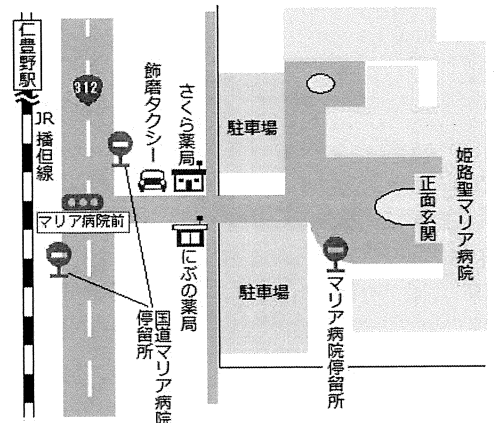 仁豊野駅
JR播但線
312
飾磨タクシー
さくら薬局
駐車場
正面玄関
姫路聖マリア病院
マリア病院前
にぶの薬局
駐車場
マリア病院停留所
国道マリア病院
停留所